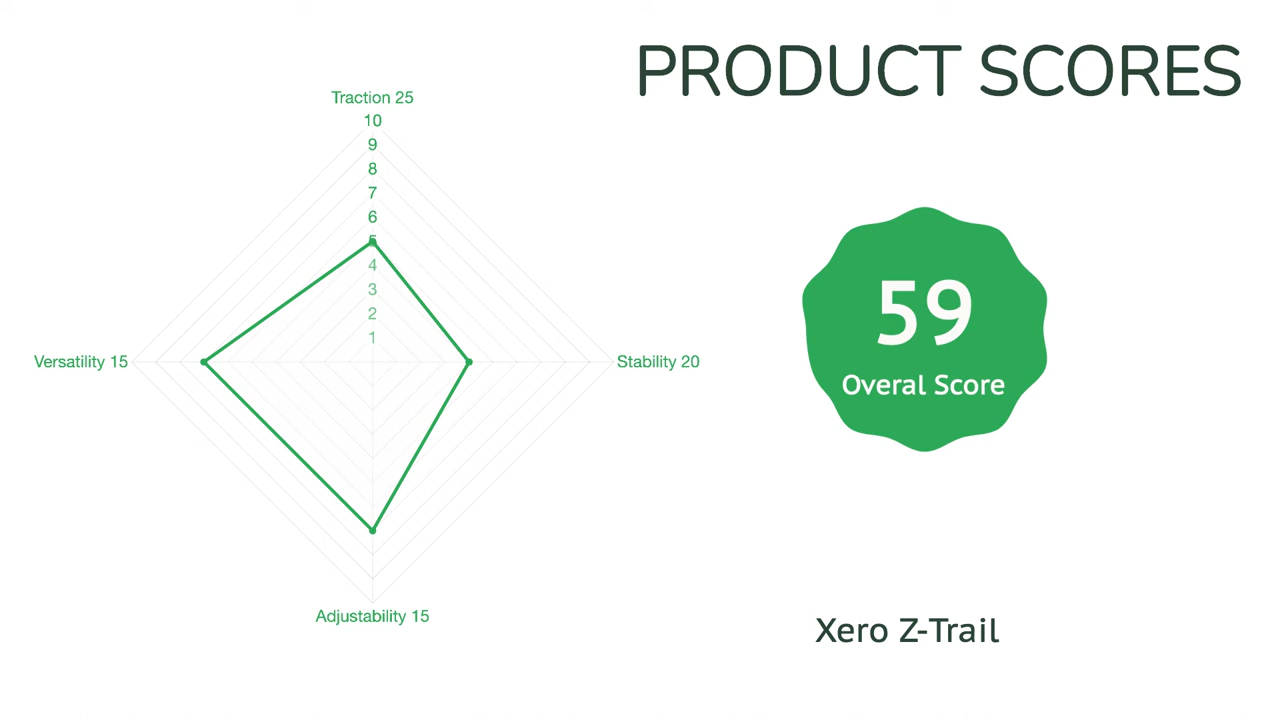 PRODUCT SCORES
Traction 25
10
9
8
7
6
5
4
3
2
1
Versatility 15
Stability 20
Adjustability 15
59
Overal Score
Xero Z-Trail